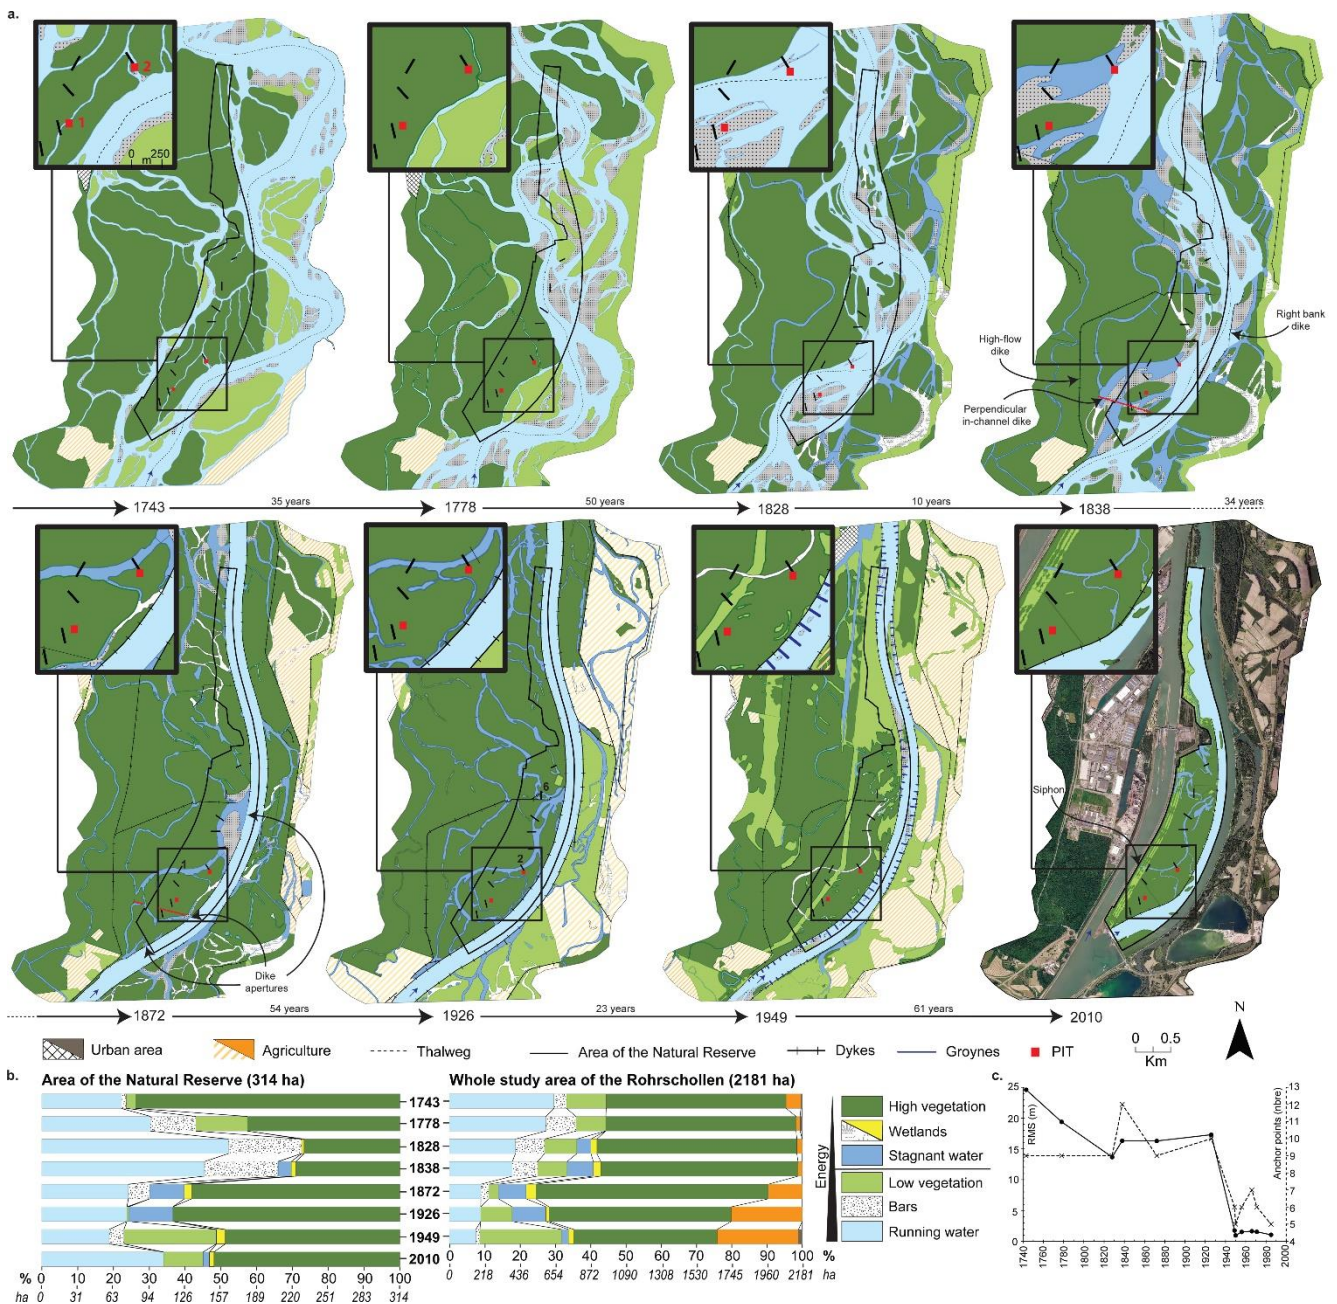 a.
2
1
0 250
m
High-flow
dike
Right bank
dike
Perpendicular
in-channel dike
1743 35 years 1778 50 years 1828 10 years 1838 34 years
1
2
6
Siphon
Dike
apertures
1872 54 years 1926 23 years 1949 61 years 2010
N
0 0.5
Km
Urban area Agriculture Thalweg Area of the Natural Reserve Dykes Groynes PIT
b.
Area of the Natural Reserve (314 ha)
Whole study area of the Rohrschollen (2181 ha)
1743
1778
1828
1838
1872
1926
1949
2010
% 0 10 20 30 40 50 60 70 80 90 100
ha 0 31 63 94 126 157 189 220 251 283 314
0 10 20 30 40 50 60 70 80 90 100 %
0 218 436 654 872 1090 1308 1530 1745 1960 2181 ha
Energy
High vegetation
Wetlands
Stagnant water
Low vegetation
Bars
Running water
c.
RMS (m)
25
20
15
10
5
0
Anchor points (nbre)
13
12
11
10
9
8
7
6
5
4
1740 1760 1780 1800 1820 1840 1860 1880 1900 1920 1940 1960 1980 2000